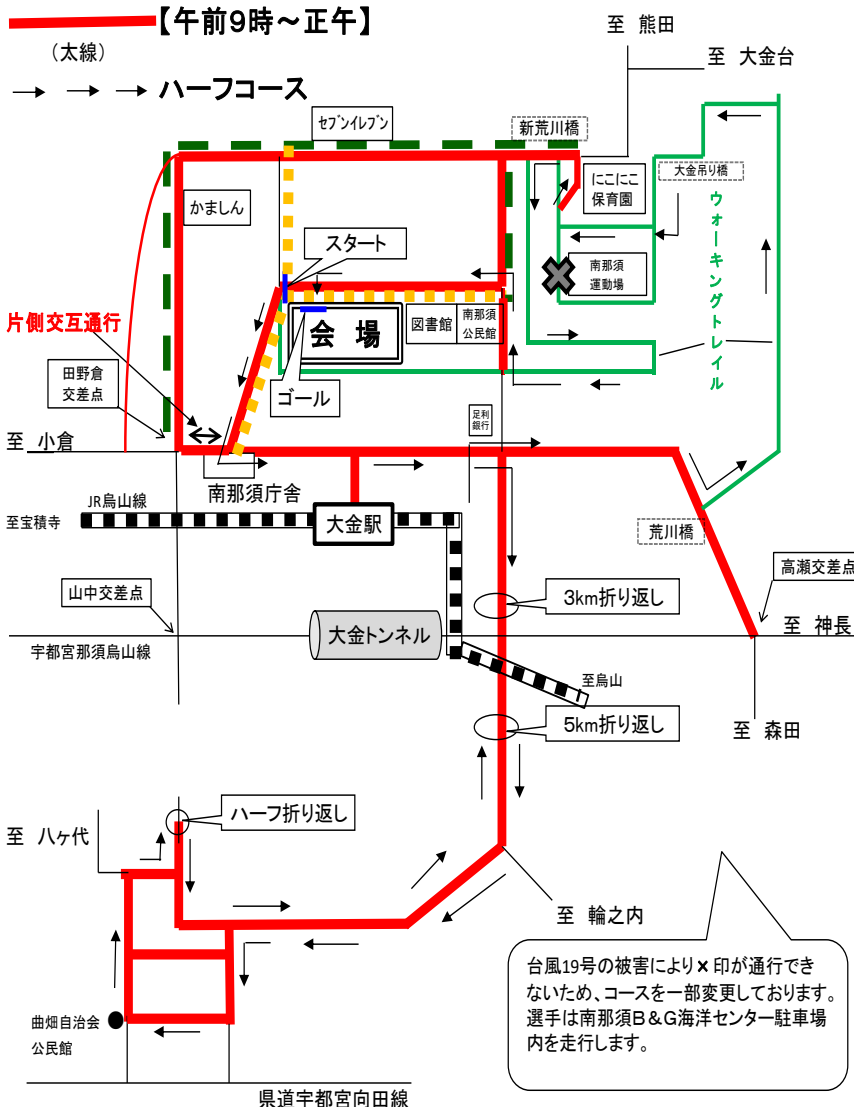 【午前9時～正午】
（太線）
ハーフコース
至 熊田
至 大金台
セブンイレブン
新荒川橋
にこにこ
保育園
大金吊り橋
かましん
スタート
ウォーキングトレイル
南那須
運動場
片側交互通行
会 場
図書館
南那須
公民館
田野倉
交差点
ゴール
足利
銀行
至 小倉
南那須庁舎
JR烏山線
至宝積寺
大金駅
荒川橋
高瀬交差点
山中交差点
3km折り返し
大金トンネル
至 神長
宇都宮那須烏山線
至烏山
5km折り返し
至 森田
ハーフ折り返し
至 八ヶ代
至 輪之内
台風19号の被害により×印が通行でき
ないため、コースを一部変更しております。
選手は南那須B＆G海洋センター駐車場
内を走行します。
曲畑自治会
公民館
県道宇都宮向田線